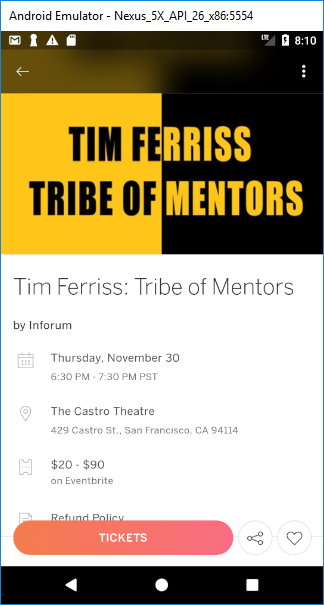 Android Emulator - Nexus_5X_API_26_x86:5554
8:10
TIM FERRISS
TRIBE OF MENTORS
Tim Ferriss: Tribe of Mentors
by Inforum
Thursday, November 30
6:30 PM - 7:30 PM PST
The Castro Theatre
429 Castro St., San Francisco, CA 94114
$20 - $90
on Eventbrite
Refund Policy
TICKETS